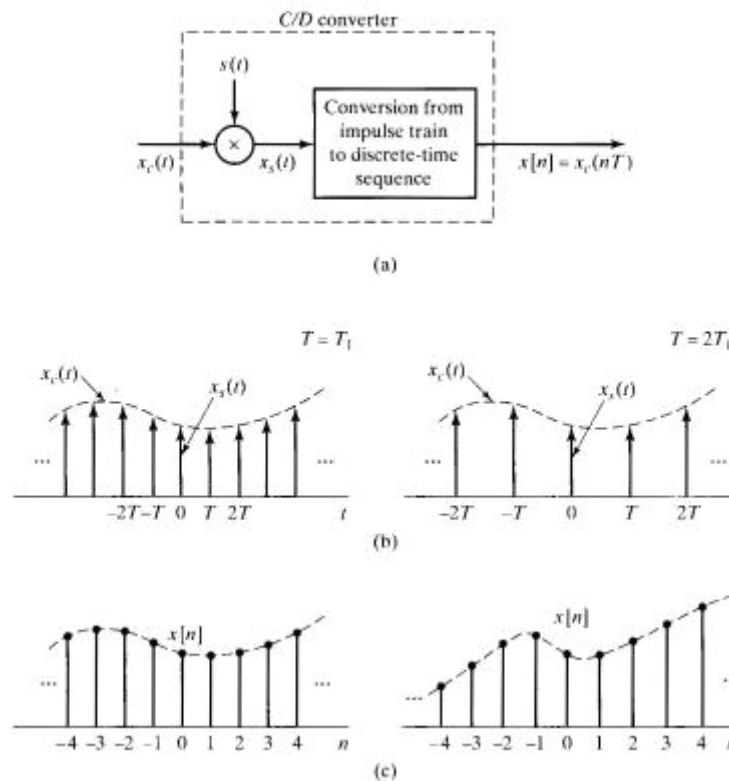 C/D converter
s(t)
×
x_c(t)
x_s(t)
Conversion from
impulse train
to discrete-time
sequence
x[n] = x_c(nT)
(a)
T = T₁
x_c(t)
x_s(t)
...
...
-2T -T 0 T 2T t
T = 2T₁
x_c(t)
x_s(t)
...
...
-2T -T 0 T 2T
(b)
x[n]
...
...
-4 -3 -2 -1 0 1 2 3 4 n
x[n]
...
...
-4 -3 -2 -1 0 1 2 3 4
(c)